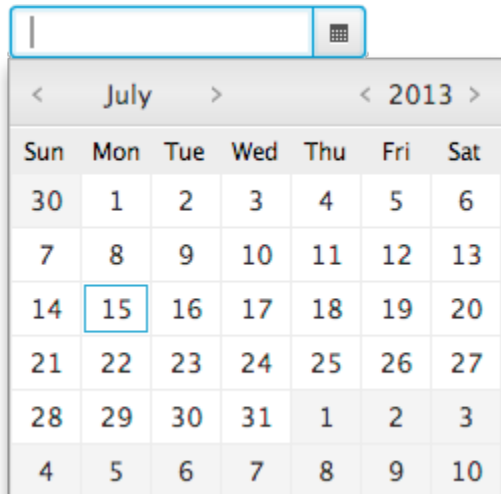 < July > < 2013 >
Sun Mon Tue Wed Thu Fri Sat
30 1 2 3 4 5 6
7 8 9 10 11 12 13
14 15 16 17 18 19 20
21 22 23 24 25 26 27
28 29 30 31 1 2 3
4 5 6 7 8 9 10